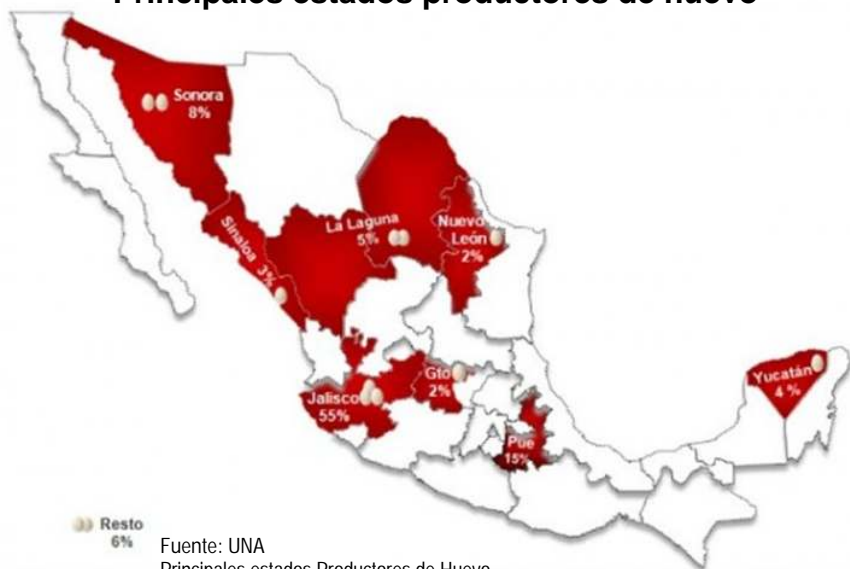 Principales estados productores de huevo
Sonora
8%
Sinaloa 3%
La Laguna
5%
Nuevo
León
2%
Jalisco
55%
Gto
2%
Pue
15%
Yucatán
4 %
Resto
6%
Fuente: UNA
Principales estados Productores de Huevo